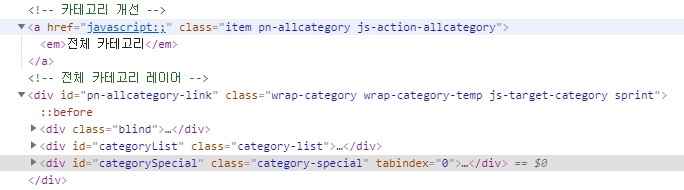 <!-- 카테고리 개선 -->
▼<a href="javascript:;" class="item pn-allcategory js-action-allcategory">
<em>전체 카테고리</em>
</a>
<!-- 전체 카테고리 레이어 -->
▼<div id="pn-allcategory-link" class="wrap-category wrap-category-temp js-target-category sprint">
::before
▶<div class="blind">…</div>
▶<div id="categoryList" class="category-list">…</div>
▶<div id="categorySpecial" class="category-special" tabindex="0">…</div> == $0
</div>